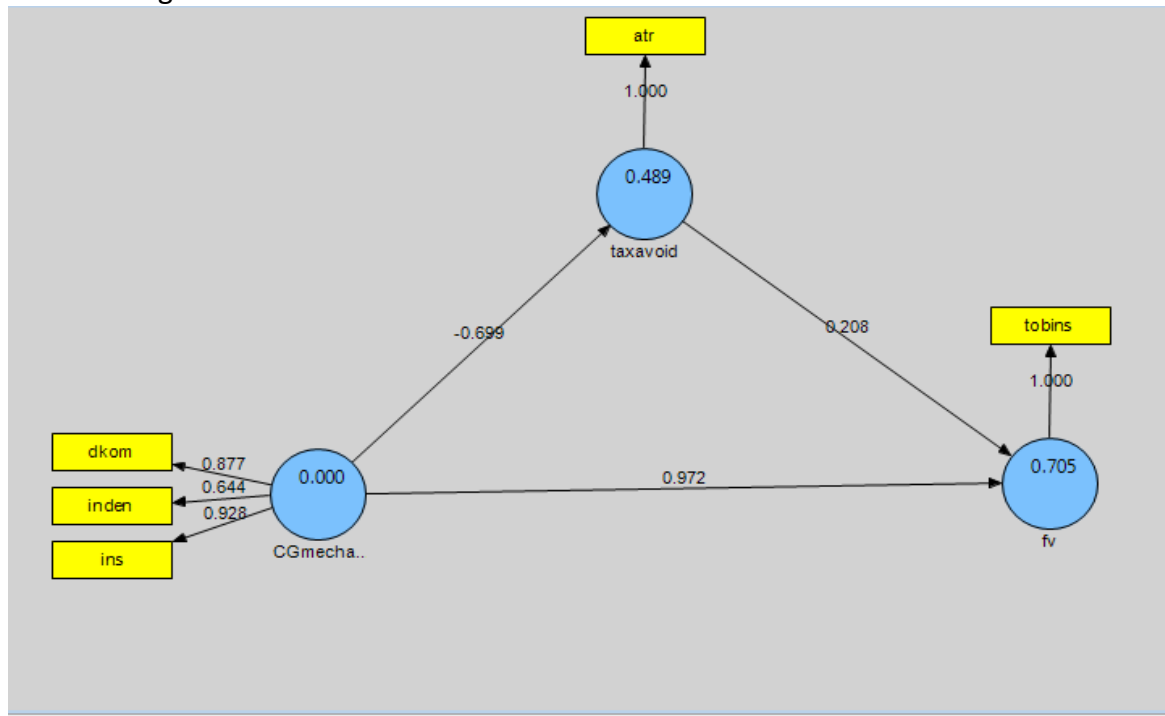 atr
1.000
0.489
taxavoid
-0.699
0.208
tobins
1.000
dkom
0.877
inden
0.644
ins
0.928
0.000
CGmecha..
0.972
0.705
fv